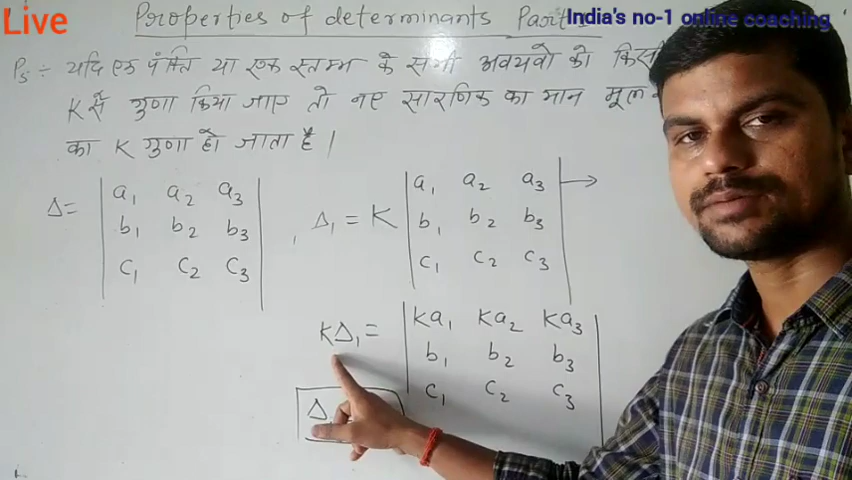 Live
Properties of determinants Part
India's no-1 online coaching
P5 ÷ यदि एक पंक्ति या एक स्तम्भ के सभी अवयवो को किसी
K से गुणा किया जाए तो नए सारणिक का मान मूल
का K गुणा हो जाता है।
Δ = | a1 a2 a3 |
| b1 b2 b3 |
| c1 c2 c3 |
, Δ1 = K | a1 a2 a3 | →
| b1 b2 b3 |
| c1 c2 c3 |
KΔ1 = | Ka1 Ka2 Ka3 |
| b1 b2 b3 |
| c1 c2 c3 |
Δ